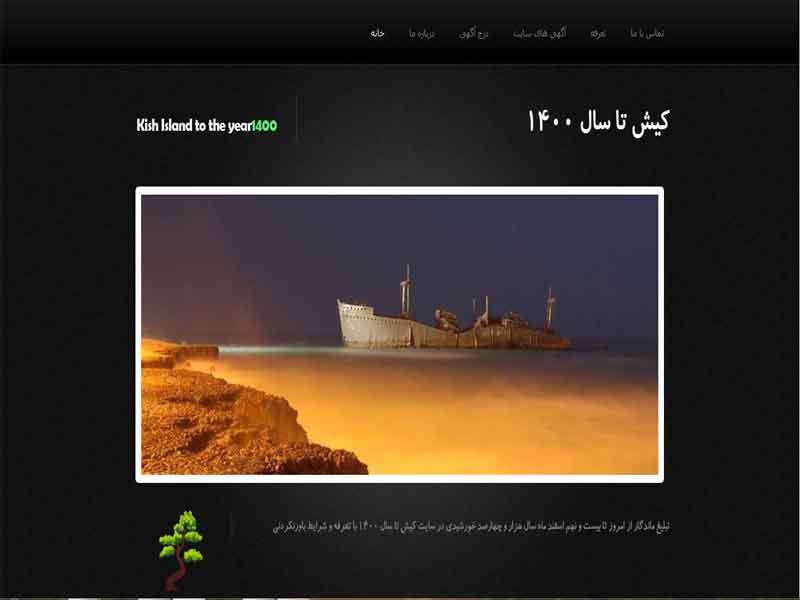 خانه درباره ما درج آگهی آگهی های سایت تعرفه تماس با ما
کیش تا سال ۱۴۰۰
Kish Island to the year1400
تبلیغ ماندگار از امروز تا بیست و نهم اسفند ماه سال هزار و چهارصد خورشیدی در سایت کیش تا سال ۱۴۰۰ با تعرفه و شرایط باورنکردنی